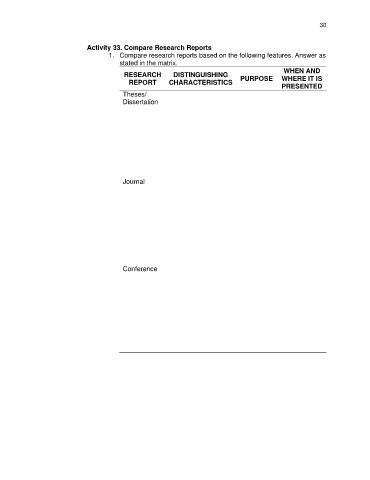 30
Activity 33. Compare Research Reports
1. Compare research reports based on the following features. Answer as
stated in the matrix.
RESEARCH REPORT
DISTINGUISHING CHARACTERISTICS
PURPOSE
WHEN AND WHERE IT IS PRESENTED
Theses/
Dissertation
Journal
Conference